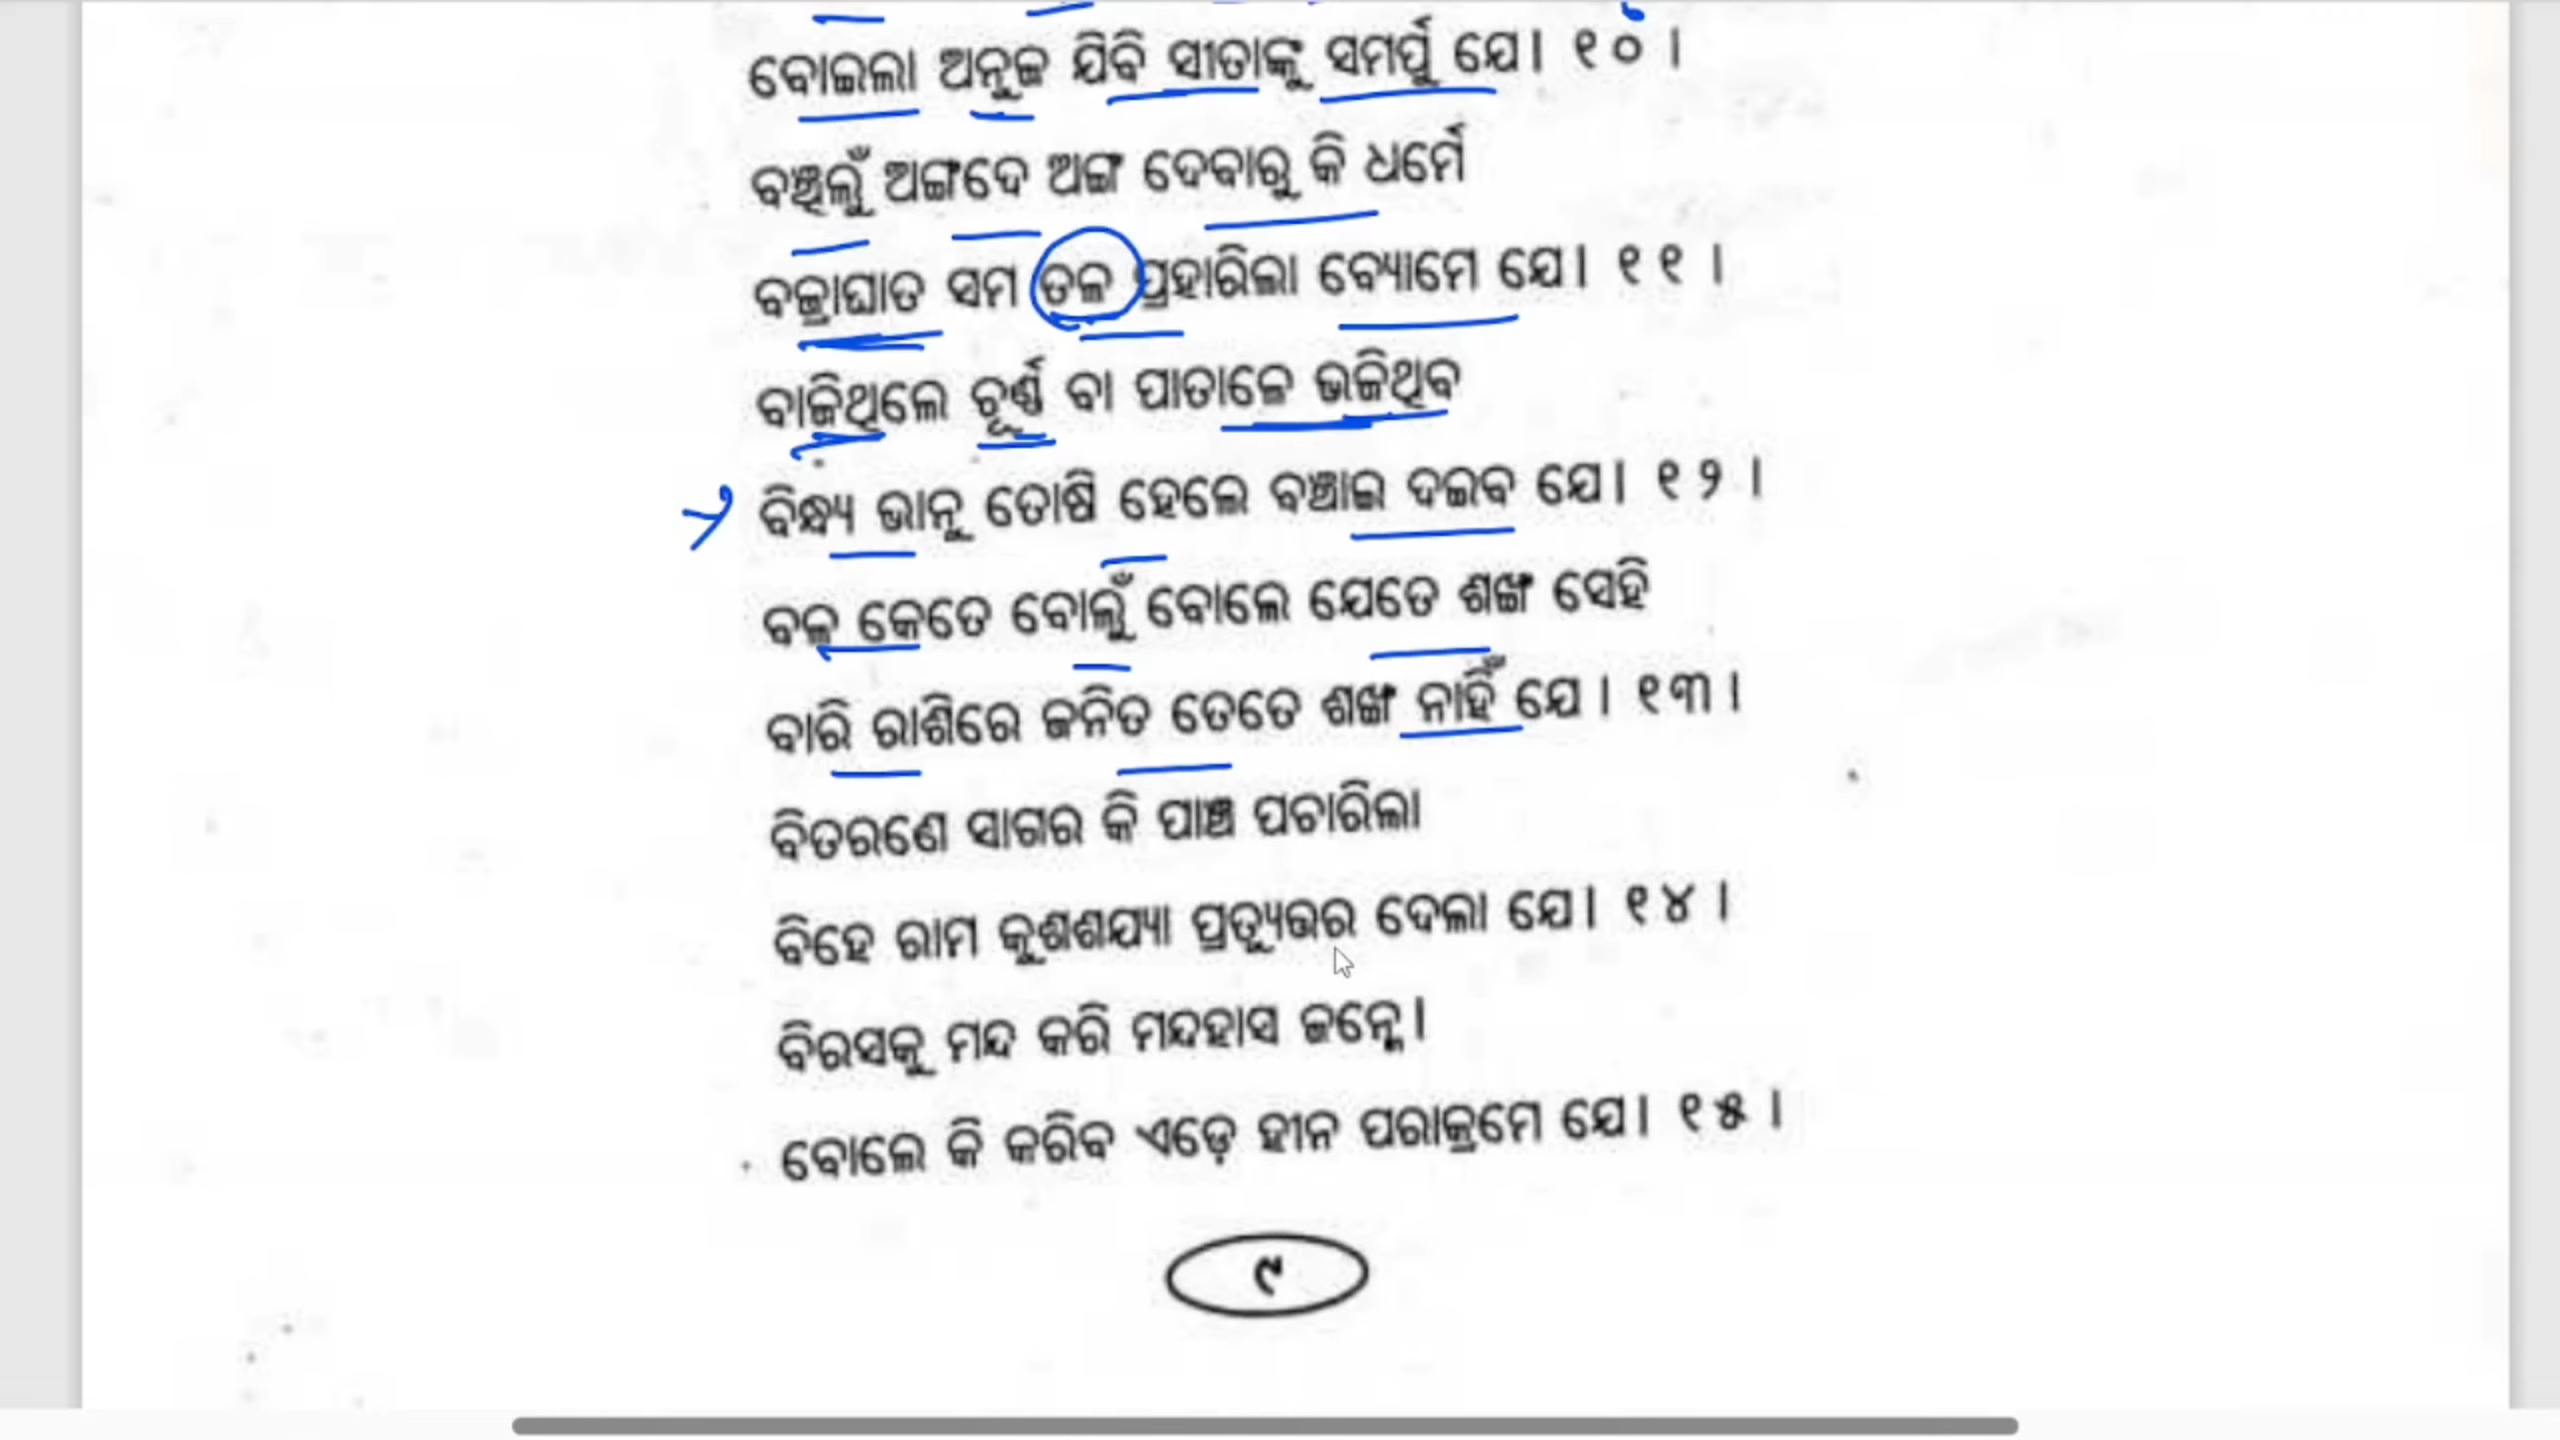 ବୋଇଲା ଅନୁଜ ଯିବି ସୀତାଙ୍କୁ ସମର୍ପୁ ଯେ। ୧୦ ।
ବଞ୍ଚିଲୁଁ ଅଙ୍ଗଦେ ଅଙ୍ଗ ଦେବାରୁ କି ଧର୍ମେ
ବଜ୍ରାଘାତ ସମ ତଳ ପ୍ରହାରିଲା ବ୍ୟୋମେ ଯେ। ୧୧ ।
ବାଜିଥିଲେ ଚୂର୍ଣ୍ଣ ବା ପାତାଳେ ଭଜିଥିବ
ବିନ୍ଧ୍ୟ ଭାନୁ ତୋଷି ହେଲେ ବଞ୍ଚାଇ ଦଇବ ଯେ। ୧୨ ।
ବଳ କେତେ ବୋଲୁଁ ବୋଲେ ଯେତେ ଶଙ୍ଖ ସେହି
ବାରି ରାଶିରେ ଜନିତ ତେତେ ଶଙ୍ଖ ନାହିଁ ଯେ । ୧୩ ।
ବିତରଣେ ସାଗର କି ପାଞ୍ଚ ପଚାରିଲା
ବିହେ ରାମ କୁଶଶଯ୍ୟା ପ୍ରତ୍ୟୁତ୍ତର ଦେଲା ଯେ। ୧୪ ।
ବିରସକୁ ମନ୍ଦ କରି ମନ୍ଦହାସ ଜନ୍ମେ।
ବୋଲେ କି କରିବ ଏଡ଼େ ହୀନ ପରାକ୍ରମେ ଯେ। ୧୫ ।
୯